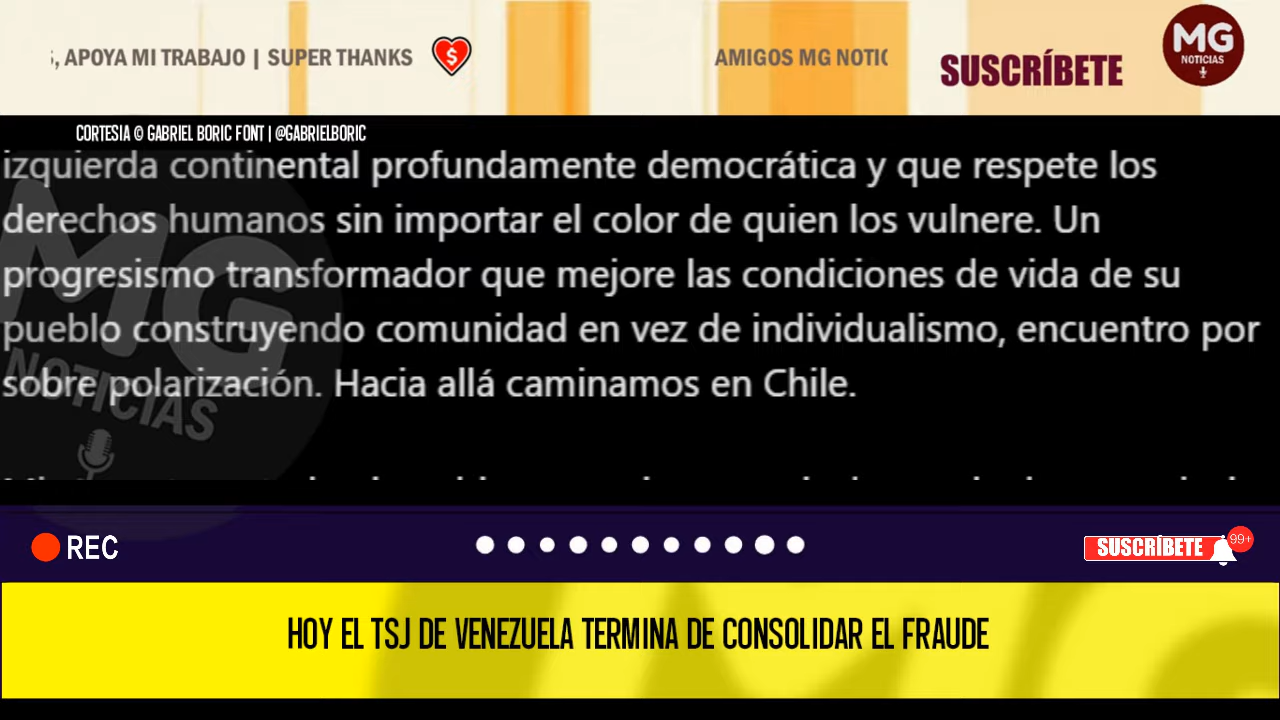 , APOYA MI TRABAJO | SUPER THANKS
$
AMIGOS MG NOTIC
SUSCRÍBETE
MG
NOTICIAS
CORTESIA © GABRIEL BORIC FONT | @GABRIELBORIC
izquierda continental profundamente democrática y que respete los
derechos humanos sin importar el color de quien los vulnere. Un
progresismo transformador que mejore las condiciones de vida de su
pueblo construyendo comunidad en vez de individualismo, encuentro por
sobre polarización. Hacia allá caminamos en Chile.
MG
NOTICIAS
REC
SUSCRÍBETE
99+
HOY EL TSJ DE VENEZUELA TERMINA DE CONSOLIDAR EL FRAUDE